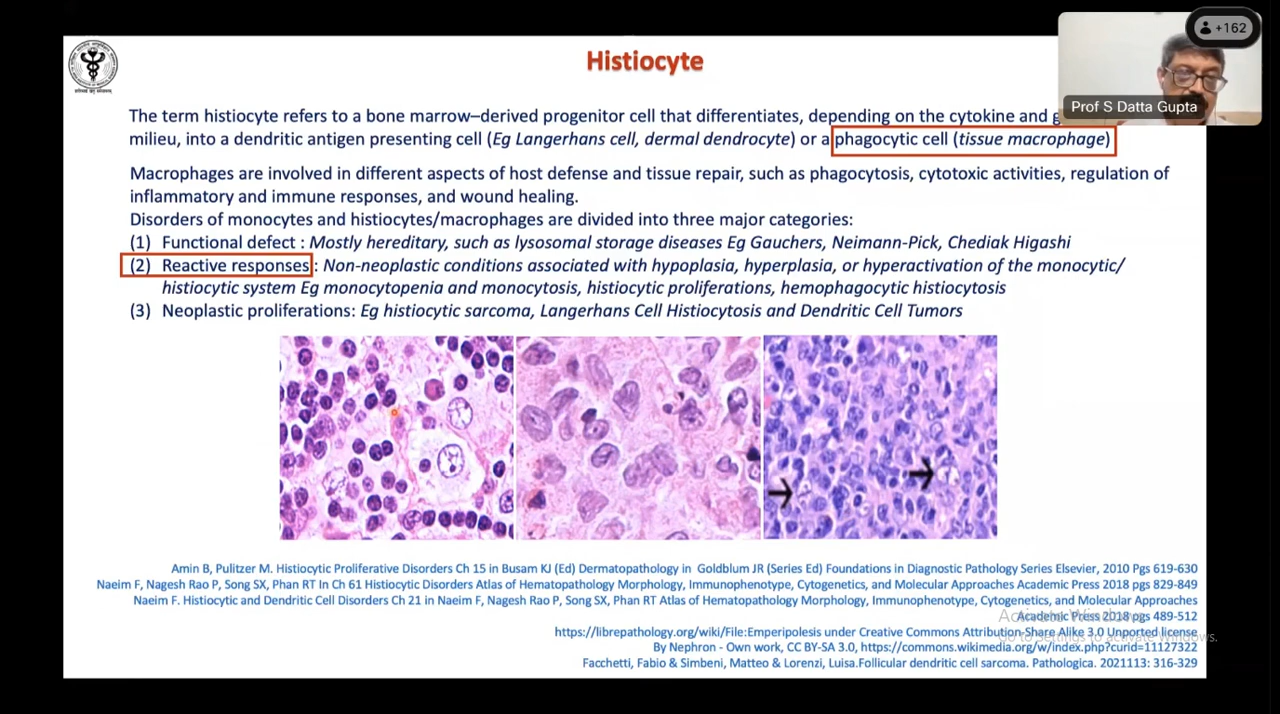 Histiocyte
+162
Prof S Datta Gupta
The term histiocyte refers to a bone marrow–derived progenitor cell that differentiates, depending on the cytokine and
milieu, into a dendritic antigen presenting cell (Eg Langerhans cell, dermal dendrocyte) or a phagocytic cell (tissue macrophage)
Macrophages are involved in different aspects of host defense and tissue repair, such as phagocytosis, cytotoxic activities, regulation of
inflammatory and immune responses, and wound healing.
Disorders of monocytes and histiocytes/macrophages are divided into three major categories:
(1) Functional defect : Mostly hereditary, such as lysosomal storage diseases Eg Gauchers, Neimann-Pick, Chediak Higashi
(2) Reactive responses : Non-neoplastic conditions associated with hypoplasia, hyperplasia, or hyperactivation of the monocytic/
histiocytic system Eg monocytopenia and monocytosis, histiocytic proliferations, hemophagocytic histiocytosis
(3) Neoplastic proliferations: Eg histiocytic sarcoma, Langerhans Cell Histiocytosis and Dendritic Cell Tumors
Amin B, Pulitzer M. Histiocytic Proliferative Disorders Ch 15 in Busam KJ (Ed) Dermatopathology in Goldblum JR (Series Ed) Foundations in Diagnostic Pathology Series Elsevier, 2010 Pgs 619-630
Naeim F, Nagesh Rao P, Song SX, Phan RT In Ch 61 Histiocytic Disorders Atlas of Hematopathology Morphology, Immunophenotype, Cytogenetics, and Molecular Approaches Academic Press 2018 pgs 829-849
Naeim F. Histiocytic and Dendritic Cell Disorders Ch 21 in Naeim F, Nagesh Rao P, Song SX, Phan RT Atlas of Hematopathology Morphology, Immunophenotype, Cytogenetics, and Molecular Approaches
Academic Press 2018 pgs 489-512
Activate Windows
https://librepathology.org/wiki/File:Emperipolesis under Creative Commons Attribution-Share Alike 3.0 Unported license
Go to Settings to activate Windows.
By Nephron - Own work, CC BY-SA 3.0, https://commons.wikimedia.org/w/index.php?curid=11127322
Facchetti, Fabio & Simbeni, Matteo & Lorenzi, Luisa.Follicular dendritic cell sarcoma. Pathologica. 2021113: 316-329